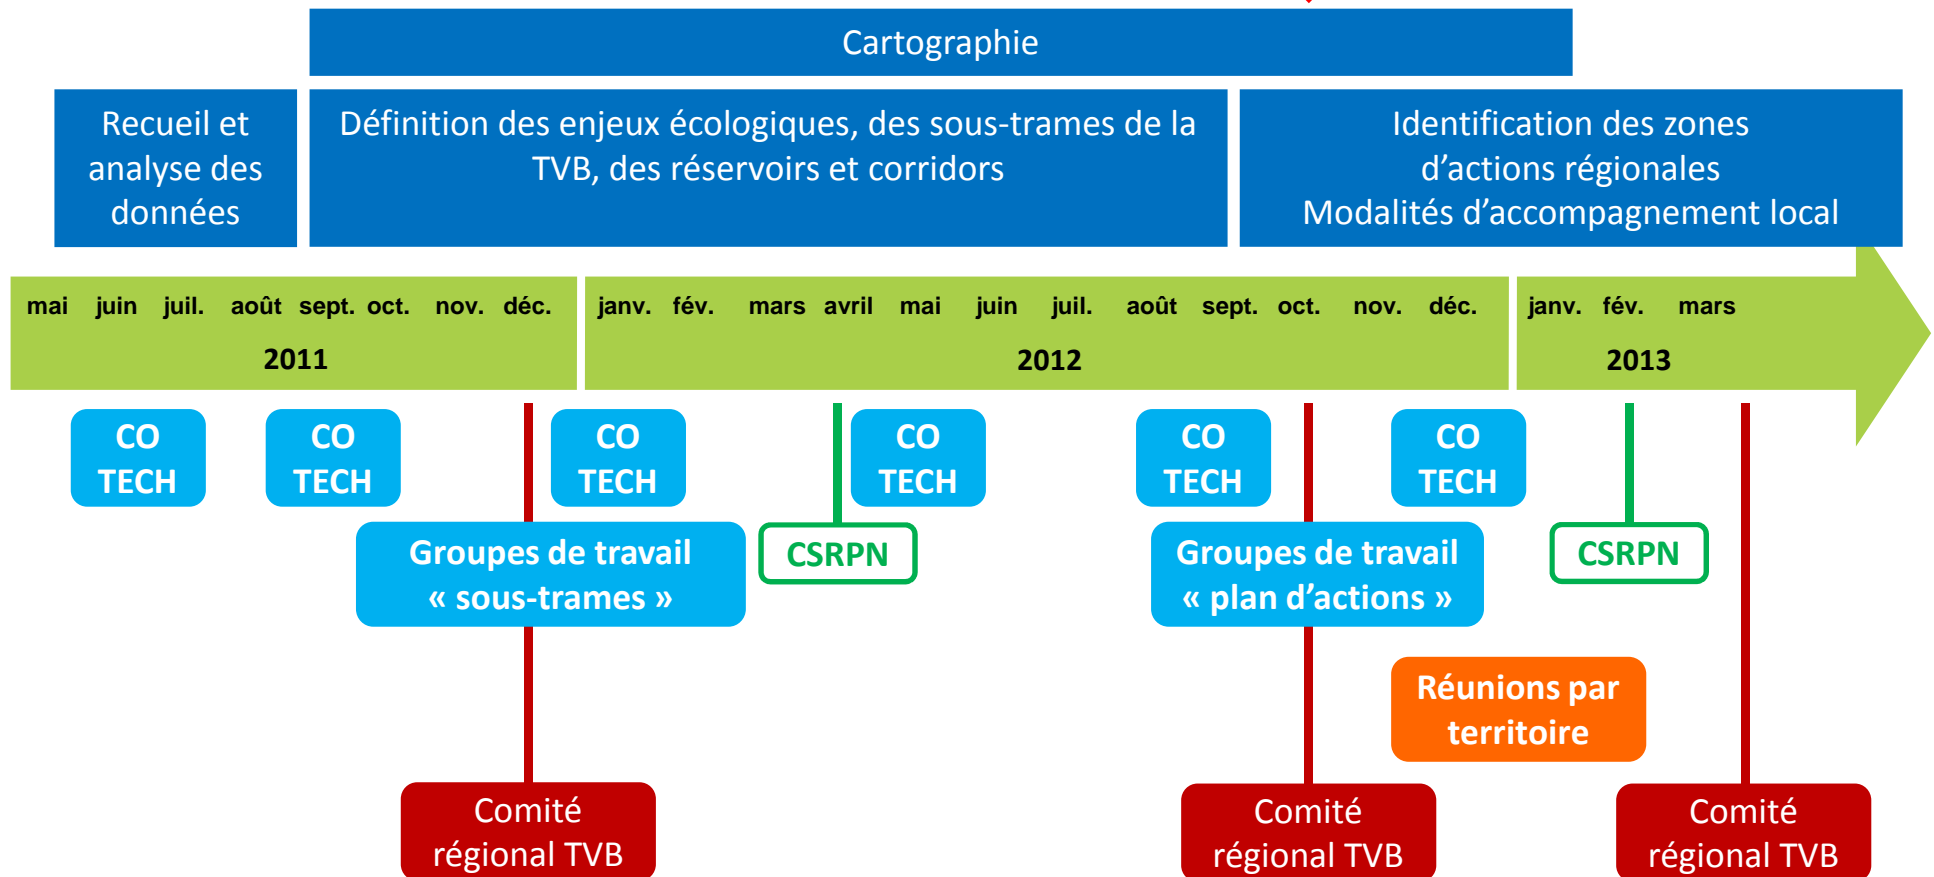 Cartographie
Recueil et
analyse des
données
Définition des enjeux écologiques, des sous-trames de la
TVB, des réservoirs et corridors
Identification des zones
d’actions régionales
Modalités d’accompagnement local
mai juin juil. août sept. oct. nov. déc. janv. fév. mars avril mai juin juil. août sept. oct. nov. déc. janv. fév. mars
2011 2012 2013
CO
TECH
CO
TECH
CO
TECH
CO
TECH
CO
TECH
CO
TECH
Groupes de travail
« sous-trames »
CSRPN
Groupes de travail
« plan d’actions »
CSRPN
Réunions par
territoire
Comité
régional TVB
Comité
régional TVB
Comité
régional TVB